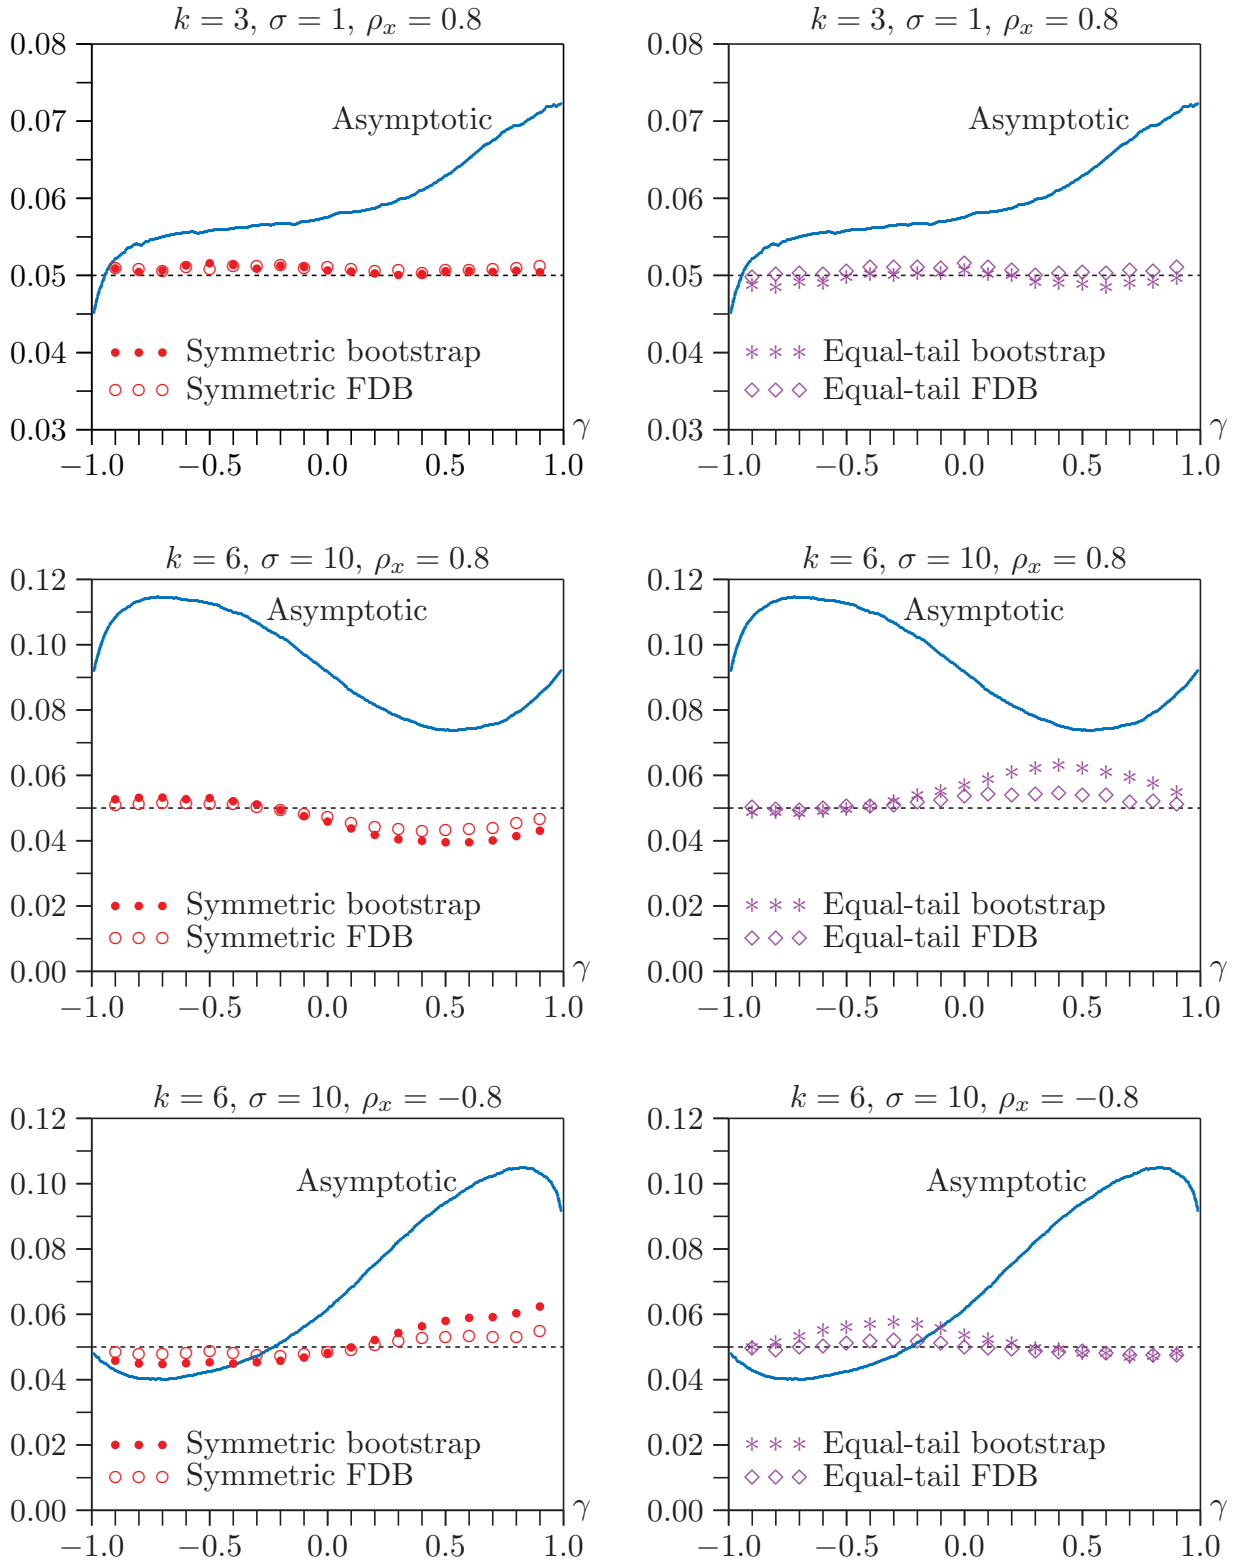 k = 3, σ = 1, ρx = 0.8
0.08
0.07
0.06
0.05
0.04
0.03
Asymptotic
Symmetric bootstrap
Symmetric FDB
γ
−1.0 −0.5 0.0 0.5 1.0
k = 3, σ = 1, ρx = 0.8
0.08
0.07
0.06
0.05
0.04
0.03
Asymptotic
Equal-tail bootstrap
Equal-tail FDB
γ
−1.0 −0.5 0.0 0.5 1.0
k = 6, σ = 10, ρx = 0.8
0.12
0.10
0.08
0.06
0.04
0.02
0.00
Asymptotic
Symmetric bootstrap
Symmetric FDB
γ
−1.0 −0.5 0.0 0.5 1.0
k = 6, σ = 10, ρx = 0.8
0.12
0.10
0.08
0.06
0.04
0.02
0.00
Asymptotic
Equal-tail bootstrap
Equal-tail FDB
γ
−1.0 −0.5 0.0 0.5 1.0
k = 6, σ = 10, ρx = −0.8
0.12
0.10
0.08
0.06
0.04
0.02
0.00
Asymptotic
Symmetric bootstrap
Symmetric FDB
γ
−1.0 −0.5 0.0 0.5 1.0
k = 6, σ = 10, ρx = −0.8
0.12
0.10
0.08
0.06
0.04
0.02
0.00
Asymptotic
Equal-tail bootstrap
Equal-tail FDB
γ
−1.0 −0.5 0.0 0.5 1.0